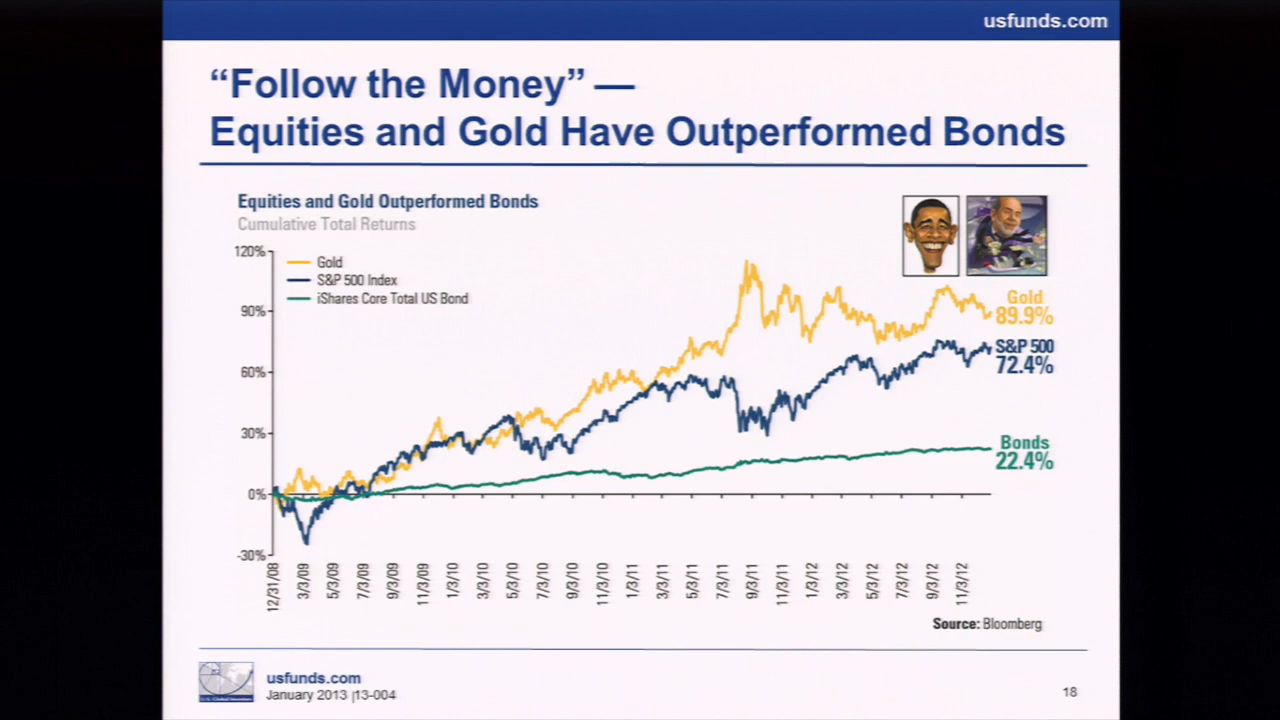 usfunds.com
“Follow the Money” —
Equities and Gold Have Outperformed Bonds
Equities and Gold Outperformed Bonds
Cumulative Total Returns
120%
90%
60%
30%
0%
-30%
Gold
S&P 500 Index
iShares Core Total US Bond
Gold
89.9%
S&P 500
72.4%
Bonds
22.4%
12/31/08
3/3/09
5/3/09
7/3/09
9/3/09
11/3/09
1/3/10
3/3/10
5/3/10
7/3/10
9/3/10
11/3/10
1/3/11
3/3/11
5/3/11
7/3/11
9/3/11
11/3/11
1/3/12
3/3/12
5/3/12
7/3/12
9/3/12
11/3/12
Source: Bloomberg
U.S. Global Investors
usfunds.com
January 2013 |13-004
18